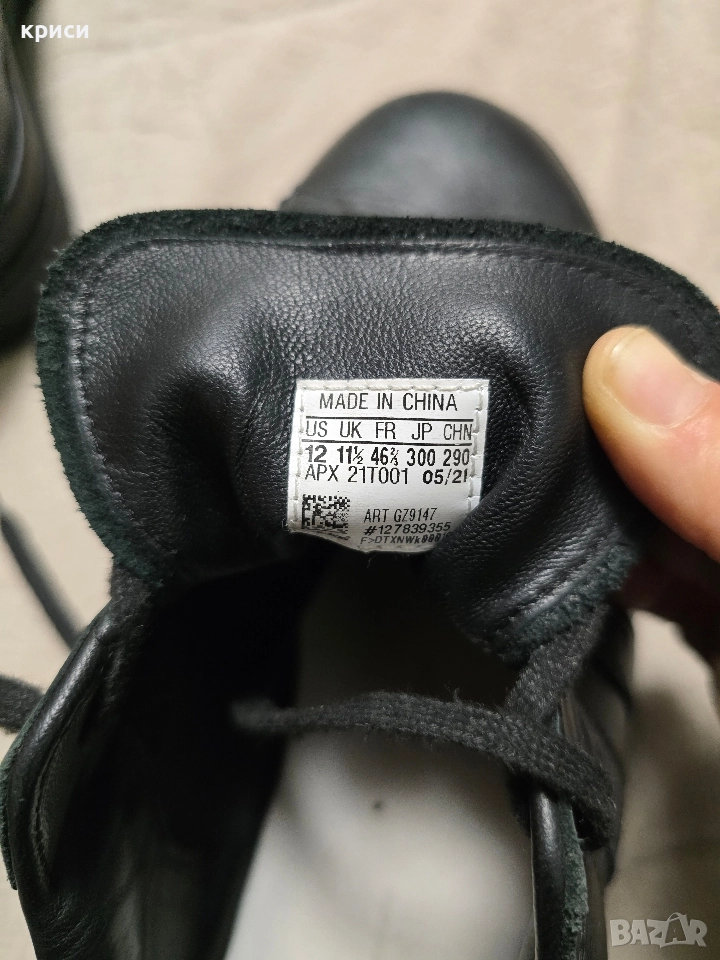 криси
MADE IN CHINA
US UK FR JP CHN
12 11½ 46⅔ 300 290
APX 21T001 05/21
ART GZ9147
#127839355
BAZAR